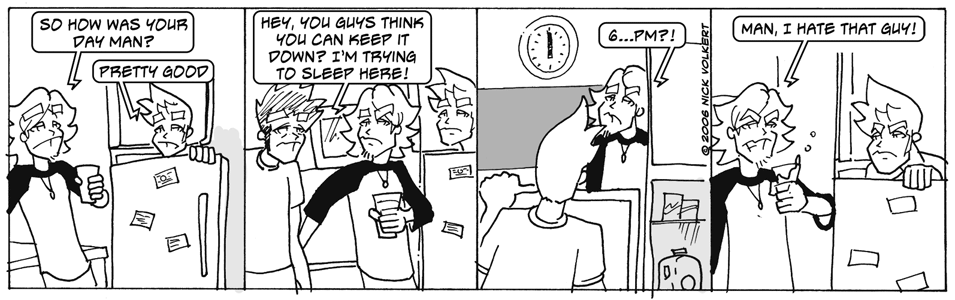 SO HOW WAS YOUR
DAY MAN?
PRETTY GOOD
HEY, YOU GUYS THINK
YOU CAN KEEP IT
DOWN? I'M TRYING
TO SLEEP HERE!
6...PM?!
© 2006 NICK VOLKERT
MAN, I HATE THAT GUY!